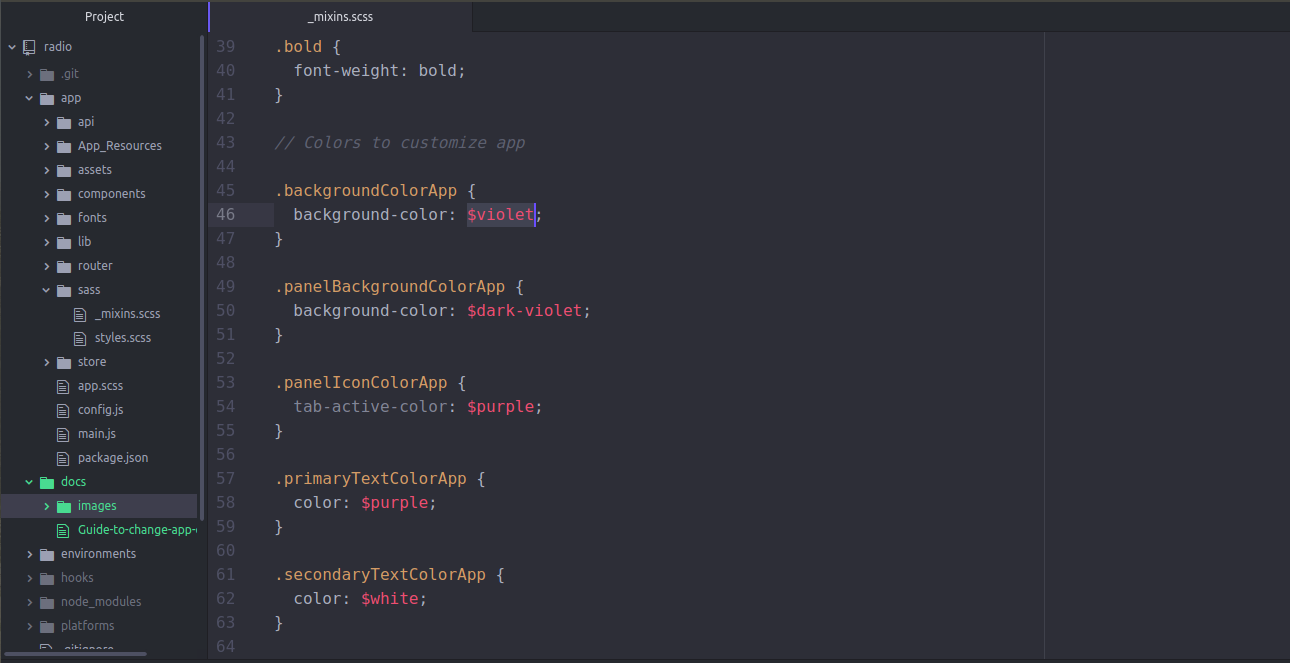 Project
radio
.git
app
api
App_Resources
assets
components
fonts
lib
router
sass
_mixins.scss
styles.scss
store
app.scss
config.js
main.js
package.json
docs
images
Guide-to-change-app-
environments
hooks
node_modules
platforms
.gitignore
_mixins.scss
39 .bold {
40 font-weight: bold;
41 }
42
43 // Colors to customize app
44
45 .backgroundColorApp {
46 background-color: $violet;
47 }
48
49 .panelBackgroundColorApp {
50 background-color: $dark-violet;
51 }
52
53 .panelIconColorApp {
54 tab-active-color: $purple;
55 }
56
57 .primaryTextColorApp {
58 color: $purple;
59 }
60
61 .secondaryTextColorApp {
62 color: $white;
63 }
64